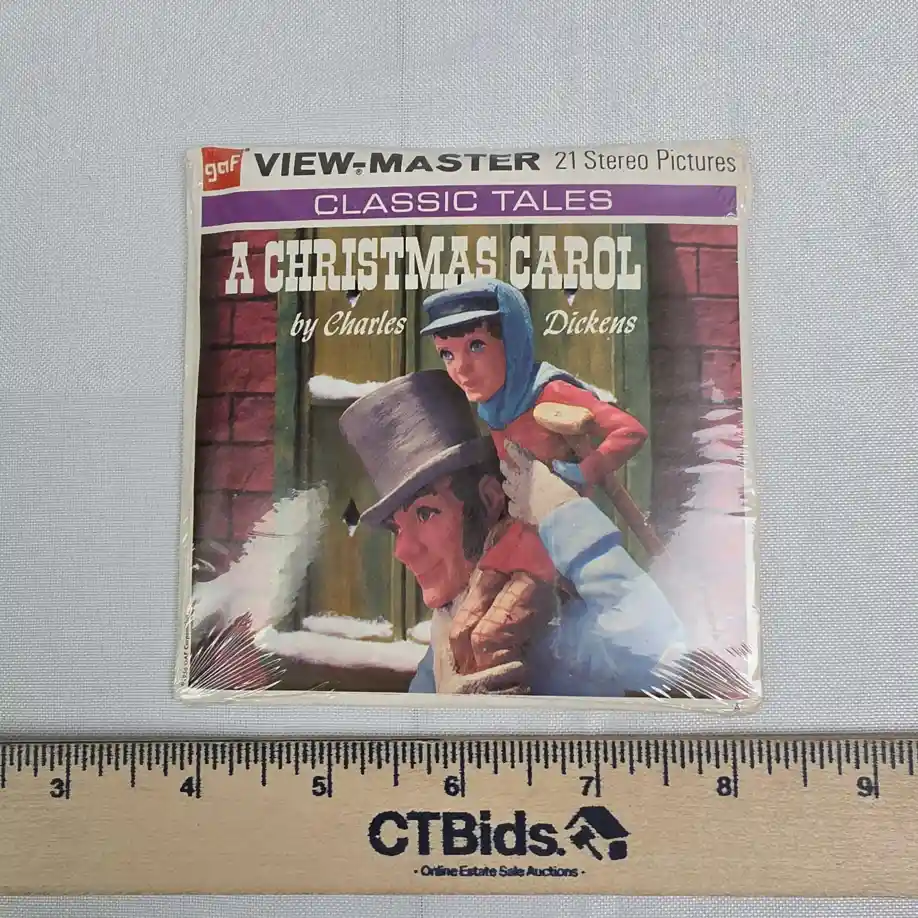 gaf VIEW-MASTER® 21 Stereo Pictures
CLASSIC TALES
A CHRISTMAS CAROL
by Charles Dickens
3 4 5 6 7 8 9
CTBids.
- Online Estate Sale Auctions -